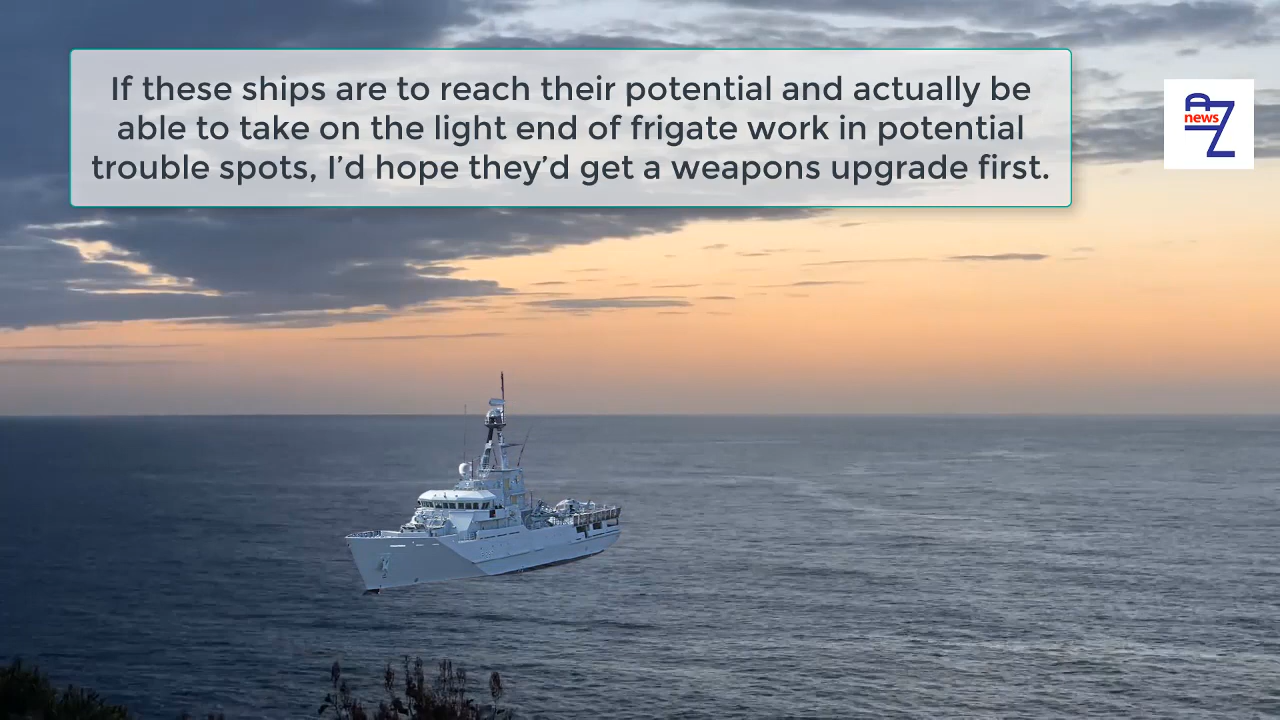 If these ships are to reach their potential and actually be
able to take on the light end of frigate work in potential
trouble spots, I’d hope they’d get a weapons upgrade first.
A
news
Z